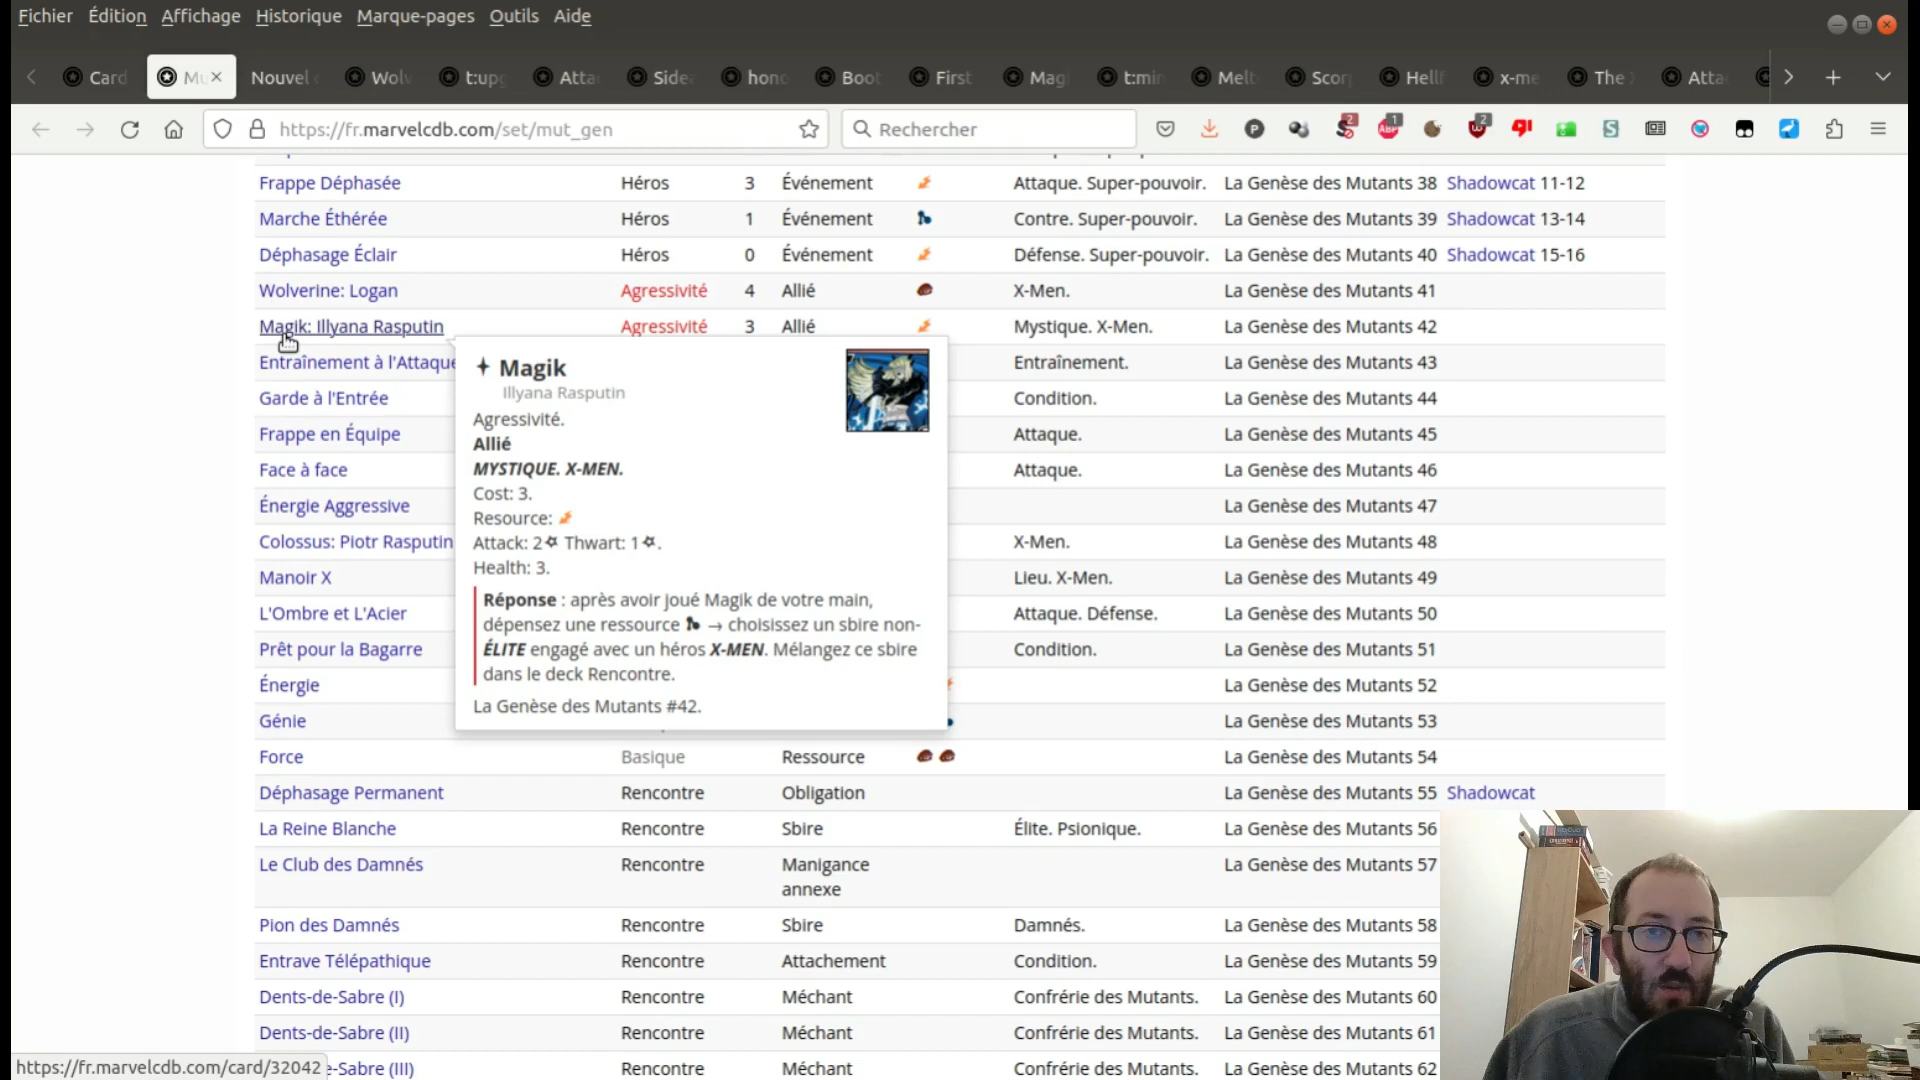 Fichier Édition Affichage Historique Marque-pages Outils Aide
Card Mu Nouvel Wolv t:upg Atta Side hono Boot First Mag t:min Melt Scor Hellf x-me The Atta
https://fr.marvelcdb.com/set/mut_gen Rechercher 2 1 2
Frappe Déphasée Héros 3 Événement Attaque. Super-pouvoir. La Genèse des Mutants 38 Shadowcat 11-12
Marche Éthérée Héros 1 Événement Contre. Super-pouvoir. La Genèse des Mutants 39 Shadowcat 13-14
Déphasage Éclair Héros 0 Événement Défense. Super-pouvoir. La Genèse des Mutants 40 Shadowcat 15-16
Wolverine: Logan Agressivité 4 Allié X-Men. La Genèse des Mutants 41
Magik: Illyana Rasputin Agressivité 3 Allié Mystique. X-Men. La Genèse des Mutants 42
Entraînement à l'Attaque Entraînement. La Genèse des Mutants 43
Garde à l'Entrée Condition. La Genèse des Mutants 44
Frappe en Équipe Attaque. La Genèse des Mutants 45
Face à face Attaque. La Genèse des Mutants 46
Énergie Aggressive La Genèse des Mutants 47
Colossus: Piotr Rasputin X-Men. La Genèse des Mutants 48
Manoir X Lieu. X-Men. La Genèse des Mutants 49
L'Ombre et L'Acier Attaque. Défense. La Genèse des Mutants 50
Prêt pour la Bagarre Condition. La Genèse des Mutants 51
Énergie La Genèse des Mutants 52
Génie La Genèse des Mutants 53
Magik
Illyana Rasputin
Agressivité.
Allié
MYSTIQUE. X-MEN.
Cost: 3.
Resource:
Attack: 2 Thwart: 1.
Health: 3.
Réponse : après avoir joué Magik de votre main,
dépensez une ressource → choisissez un sbire non-
ÉLITE engagé avec un héros X-MEN. Mélangez ce sbire
dans le deck Rencontre.
La Genèse des Mutants #42.
Force Basique Ressource La Genèse des Mutants 54
Déphasage Permanent Rencontre Obligation La Genèse des Mutants 55 Shadowcat
La Reine Blanche Rencontre Sbire Élite. Psionique. La Genèse des Mutants 56
Le Club des Damnés Rencontre Manigance annexe La Genèse des Mutants 57
Pion des Damnés Rencontre Sbire Damnés. La Genèse des Mutants 58
Entrave Télépathique Rencontre Attachement Condition. La Genèse des Mutants 59
Dents-de-Sabre (I) Rencontre Méchant Confrérie des Mutants. La Genèse des Mutants 60
Dents-de-Sabre (II) Rencontre Méchant Confrérie des Mutants. La Genèse des Mutants 61
e-Sabre (III) Rencontre Méchant Confrérie des Mutants. La Genèse des Mutants 62
https://fr.marvelcdb.com/card/32042